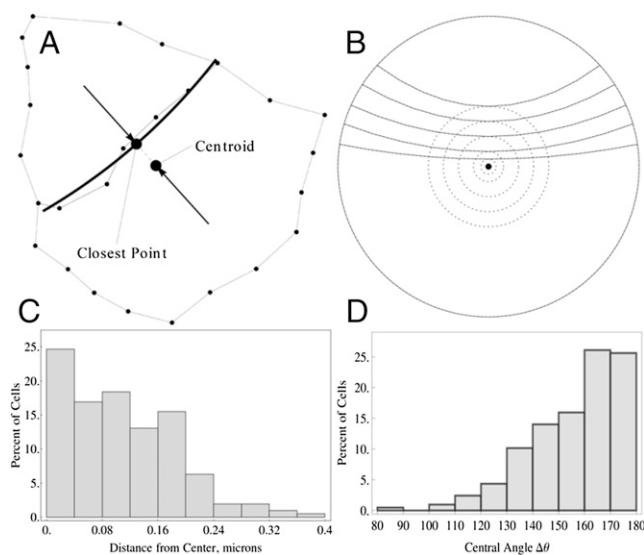 A
B
Centroid
Closest Point
C
D
25.
20.
15.
10.
5.
0.
Percent of Cells
0. 0.08 0.16 0.24 0.32 0.4
Distance from Center, microns
25.
20.
15.
10.
5.
0.
Percent of Cells
80 90 100 110 120 130 140 150 160 170 180
Central Angle Δθ